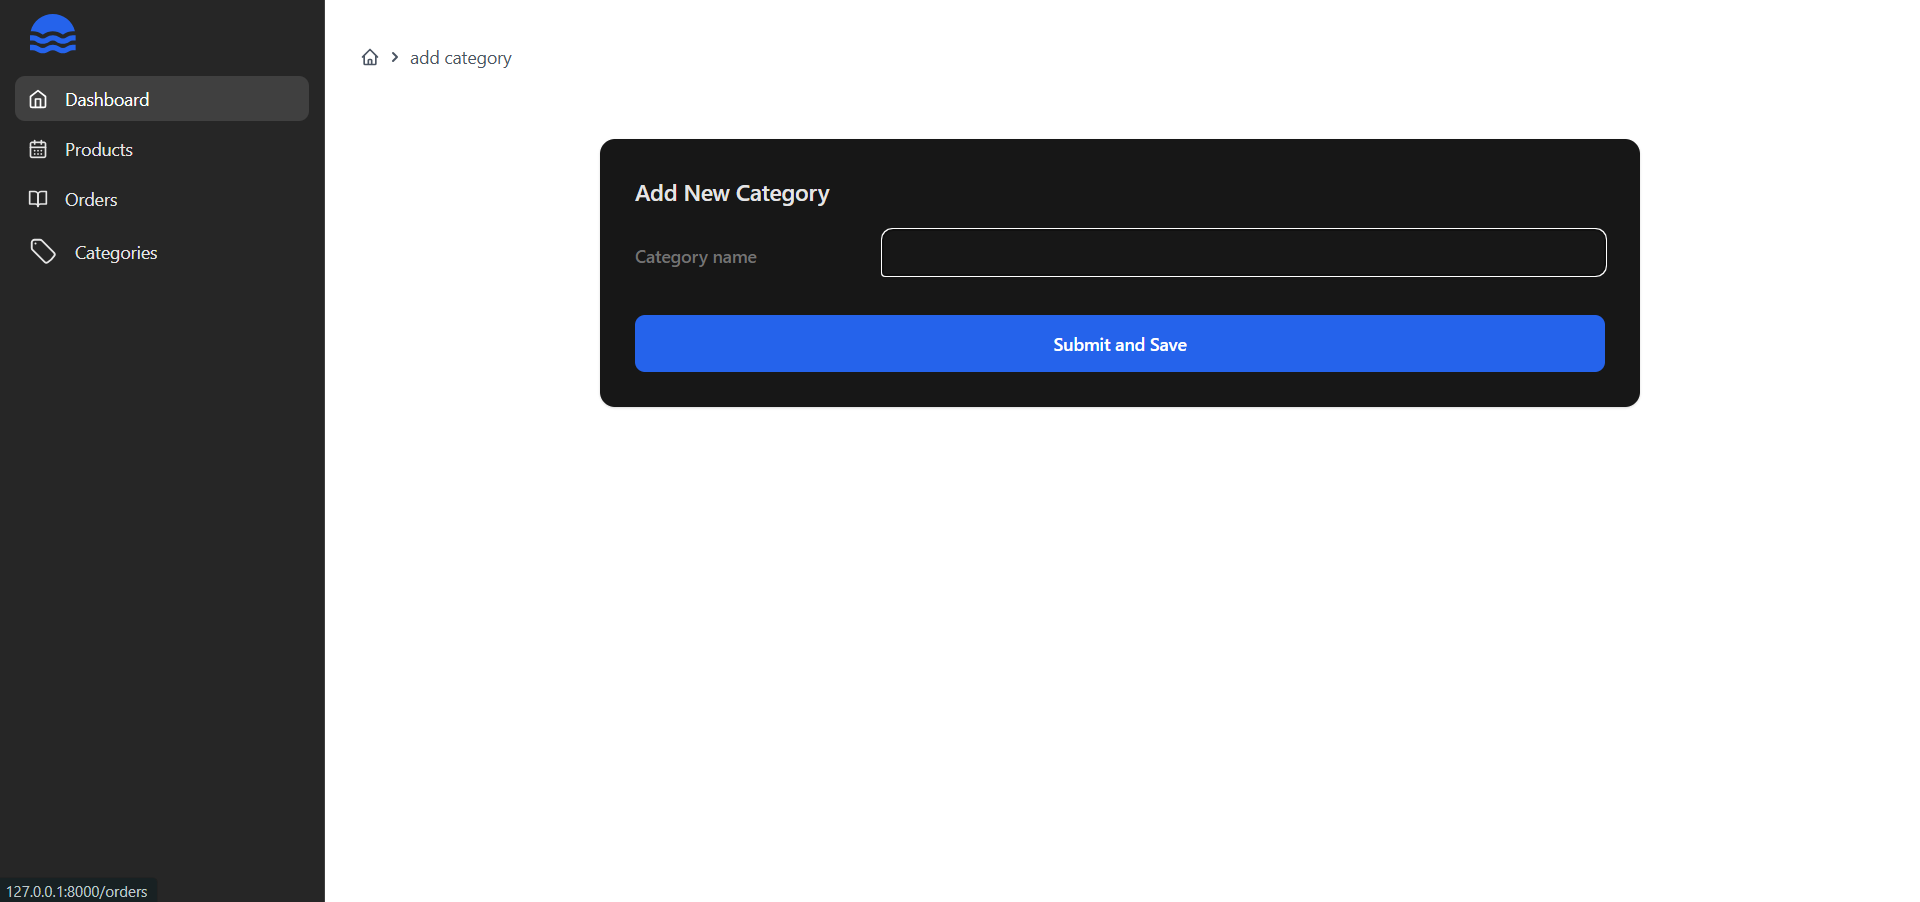 Dashboard
Products
Orders
Categories
add category
Add New Category
Category name
Submit and Save
127.0.0.1:8000/orders